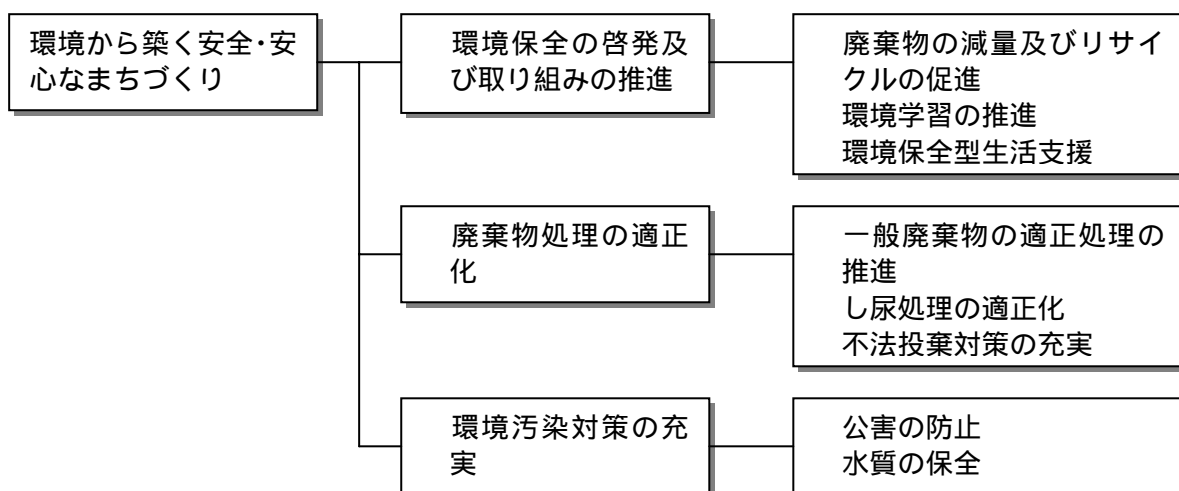 環境から築く安全・安
心なまちづくり
環境保全の啓発及
び取り組みの推進
廃棄物の減量及びリサイ
クルの促進
環境学習の推進
環境保全型生活支援
廃棄物処理の適正
化
一般廃棄物の適正処理の
推進
し尿処理の適正化
不法投棄対策の充実
環境汚染対策の充
実
公害の防止
水質の保全